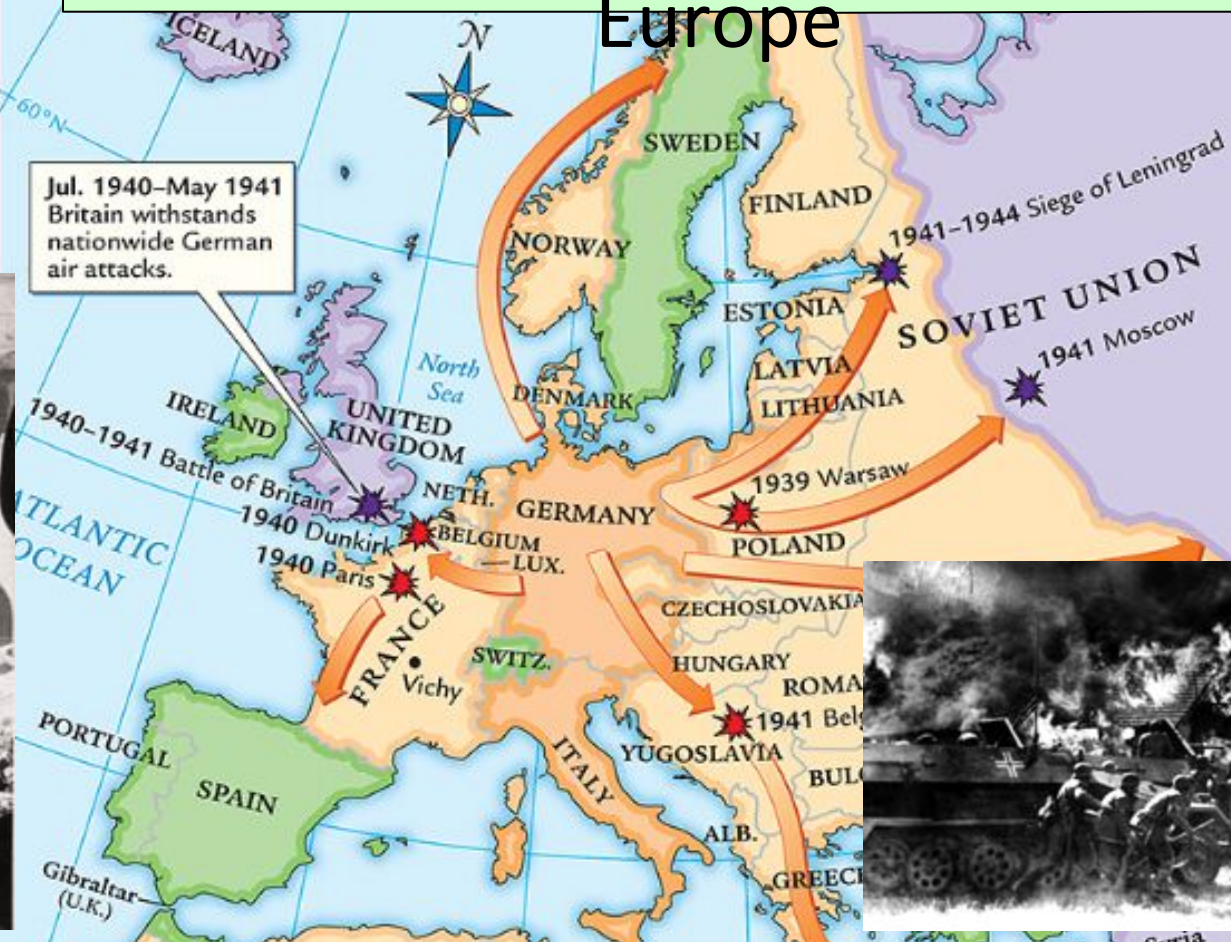 Europe
ICELAND
N
60°N
SWEDEN
FINLAND
NORWAY
Jul. 1940–May 1941
Britain withstands
nationwide German
air attacks.
1941–1944 Siege of Leningrad
ESTONIA
SOVIET UNION
1941 Moscow
North
Sea
LATVIA
LITHUANIA
DENMARK
IRELAND
UNITED
KINGDOM
1940–1941 Battle of Britain
NETH.
GERMANY
1939 Warsaw
POLAND
ATLANTIC
OCEAN
1940 Dunkirk
BELGIUM
LUX.
1940 Paris
CZECHOSLOVAKIA
FRANCE
Vichy
SWITZ.
HUNGARY
ROMA
1941 Belg
YUGOSLAVIA
ITALY
BUL
PORTUGAL
SPAIN
ALB.
GREECE
Gibraltar
(U.K.)
Syria